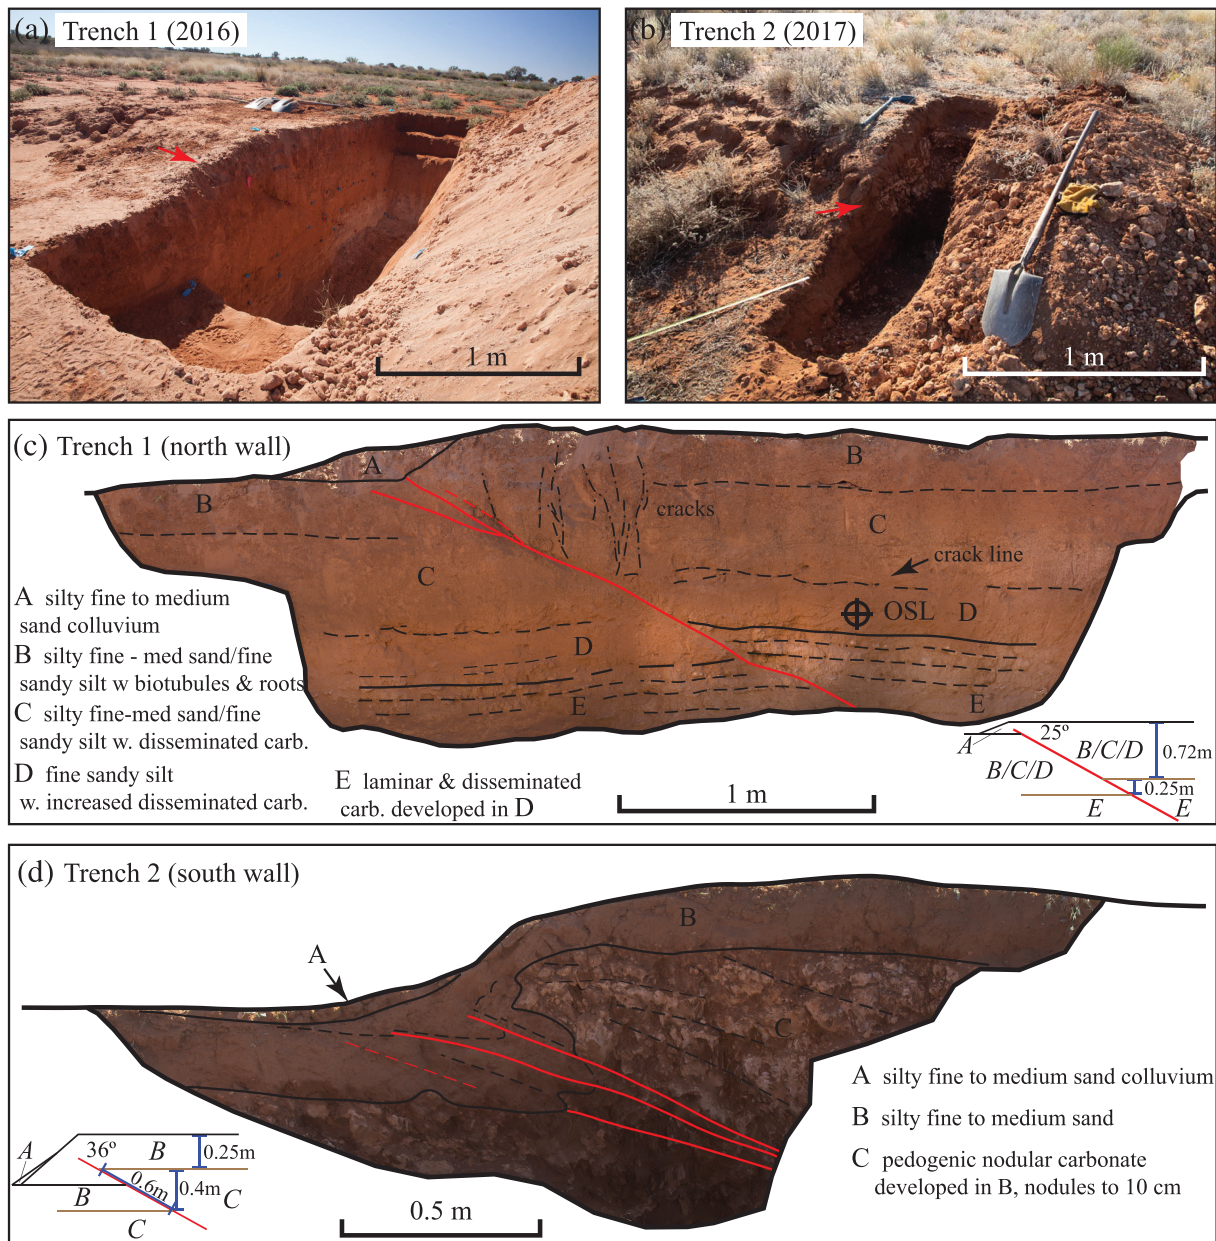 (a) Trench 1 (2016)
1 m
(b) Trench 2 (2017)
1 m
(c) Trench 1 (north wall)
A
B
B
cracks
C
C
crack line
OSL D
D
E
E
A silty fine to medium
sand colluvium
B silty fine - med sand/fine
sandy silt w biotubules & roots
C silty fine-med sand/fine
sandy silt w. disseminated carb.
D fine sandy silt
w. increased disseminated carb.
E laminar & disseminated
carb. developed in D
1 m
A
25º
B/C/D
B/C/D
0.72m
0.25m
E
E
(d) Trench 2 (south wall)
A
B
C
A silty fine to medium sand colluvium
B silty fine to medium sand
C pedogenic nodular carbonate
developed in B, nodules to 10 cm
A
36º
B
0.25m
0.6m
0.4m
B
C
C
0.5 m